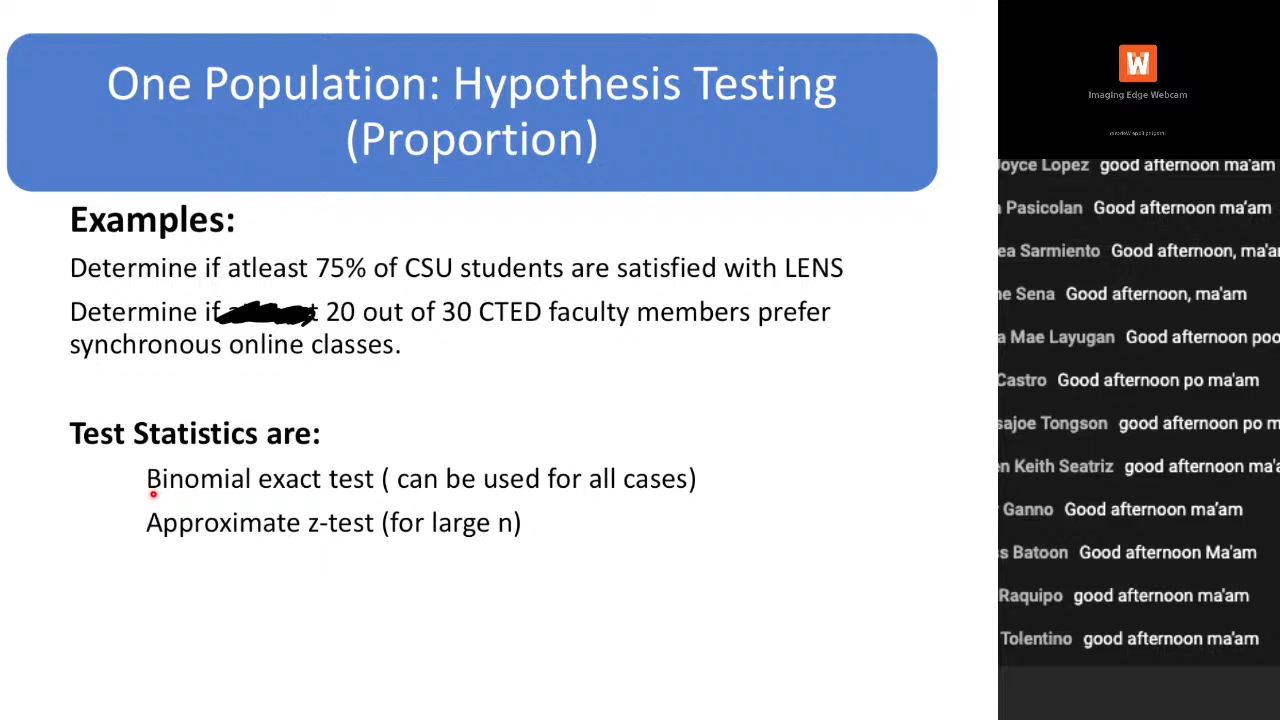 One Population: Hypothesis Testing
(Proportion)
Examples:
Determine if atleast 75% of CSU students are satisfied with LENS
Determine if 20 out of 30 CTED faculty members prefer
synchronous online classes.
Test Statistics are:
Binomial exact test ( can be used for all cases)
Approximate z-test (for large n)
W
Imaging Edge Webcam
Joyce Lopez good afternoon ma'am
Pasicolan Good afternoon ma'am
Sarmiento Good afternoon, ma'a
Sena Good afternoon, ma'am
Mae Layugan Good afternoon poo
Castro Good afternoon po ma'am
Tongson good afternoon po m
Keith Seatriz good afternoon ma'a
Ganno Good afternoon ma'am
Batoon Good afternoon Ma'am
Raquipo good afternoon ma'am
Tolentino good afternoon ma'am